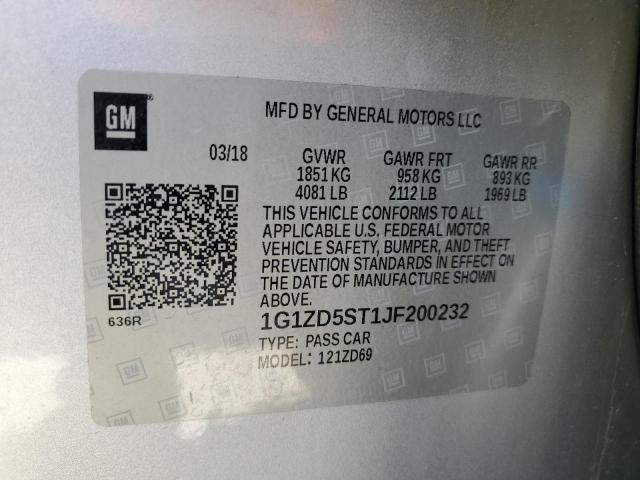 GM
MFD BY GENERAL MOTORS LLC
03/18 GVWR GAWR FRT GAWR RR
1851 KG 958 KG 893 KG
4081 LB 2112 LB 1969 LB
THIS VEHICLE CONFORMS TO ALL
APPLICABLE U.S. FEDERAL MOTOR
VEHICLE SAFETY, BUMPER, AND THEFT
PREVENTION STANDARDS IN EFFECT ON
THE DATE OF MANUFACTURE SHOWN
ABOVE.
636R
1G1ZD5ST1JF200232
TYPE: PASS CAR
MODEL: 121ZD69